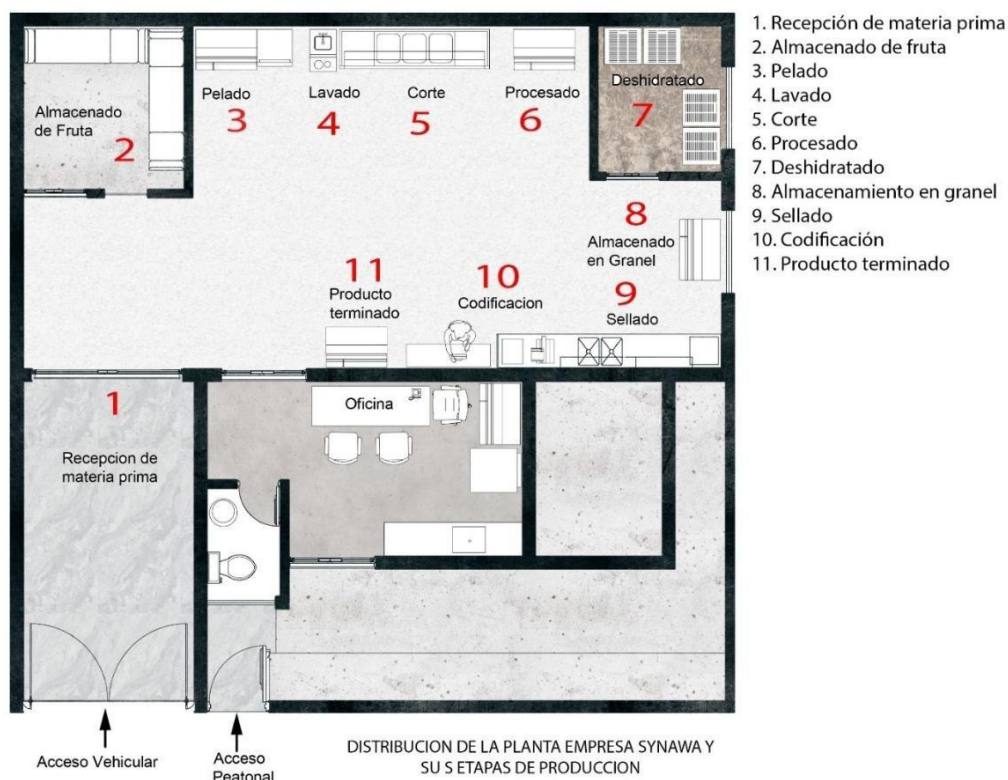 1. Recepción de materia prima
2. Almacenado de fruta
3. Pelado
4. Lavado
5. Corte
6. Procesado
7. Deshidratado
8. Almacenamiento en granel
9. Sellado
10. Codificación
11. Producto terminado
Almacenado
de Fruta
2
Pelado
3
Lavado
4
Corte
5
Procesado
6
Deshidratado
7
8
Almacenado
en Granel
9
Sellado
10
Codificacion
11
Producto
terminado
1
Recepcion de
materia prima
Oficina
Acceso Vehicular
Acceso
Peatonal
DISTRIBUCION DE LA PLANTA EMPRESA SYNAWA Y
SU S ETAPAS DE PRODUCCION